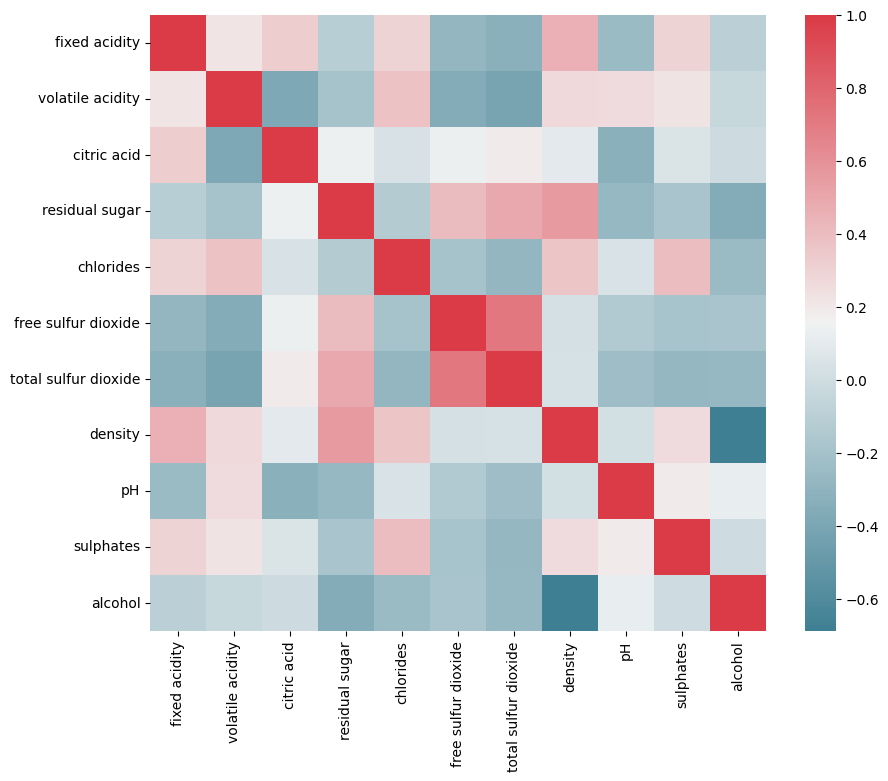 fixed acidity
volatile acidity
citric acid
residual sugar
chlorides
free sulfur dioxide
total sulfur dioxide
density
pH
sulphates
alcohol
fixed acidity
volatile acidity
citric acid
residual sugar
chlorides
free sulfur dioxide
total sulfur dioxide
density
pH
sulphates
alcohol
1.0
0.8
0.6
0.4
0.2
0.0
−0.2
−0.4
−0.6